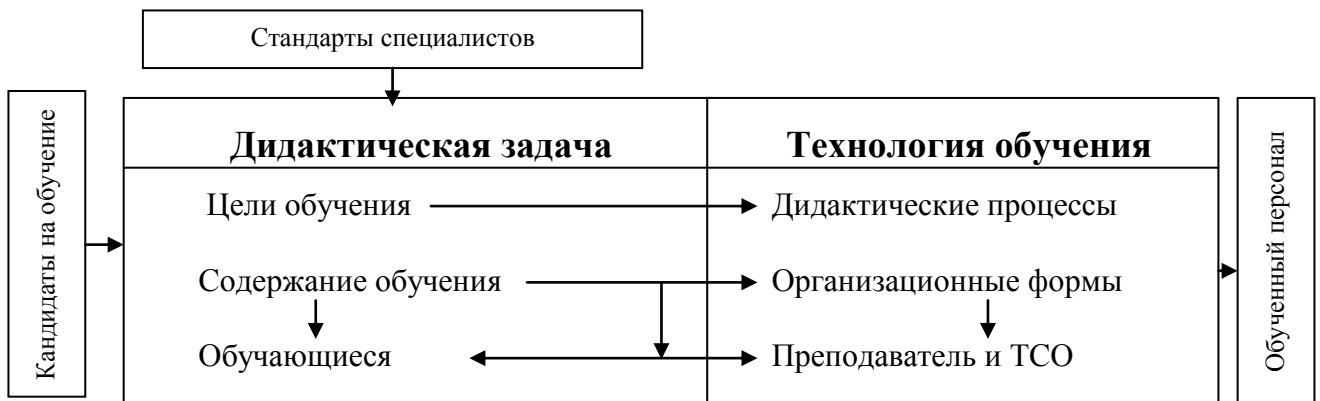 Стандарты специалистов
Кандидаты на обучение
Дидактическая задача
Технология обучения
Цели обучения
Дидактические процессы
Содержание обучения
Организационные формы
Обучающиеся
Преподаватель и ТСО
Обученный персонал